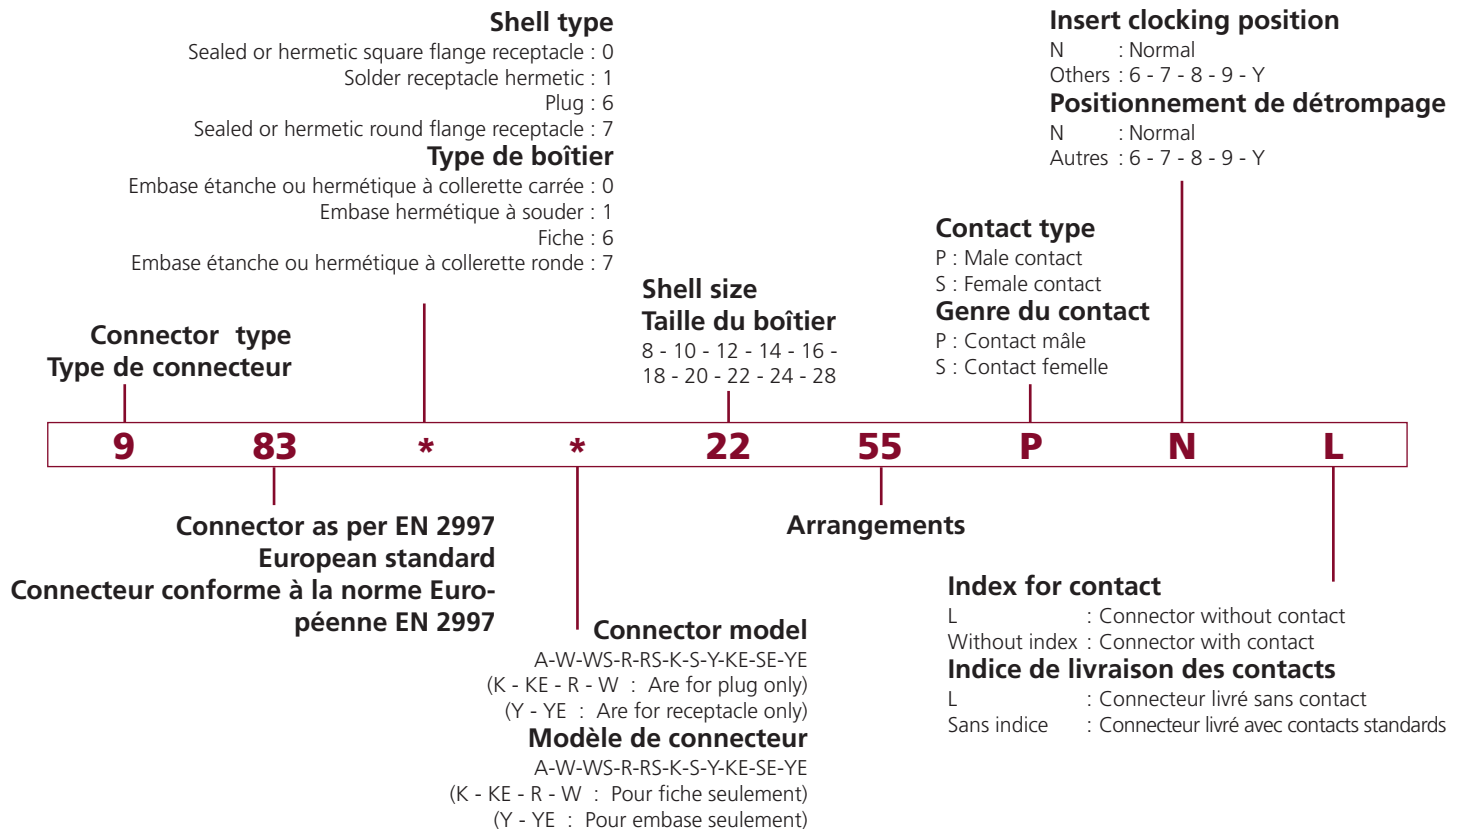 Shell type
Sealed or hermetic square flange receptacle : 0
Solder receptacle hermetic : 1
Plug : 6
Sealed or hermetic round flange receptacle : 7
Type de boîtier
Embase étanche ou hermétique à collerette carrée : 0
Embase hermétique à souder : 1
Fiche : 6
Embase étanche ou hermétique à collerette ronde : 7
Insert clocking position
N : Normal
Others : 6 - 7 - 8 - 9 - Y
Positionnement de détrompage
N : Normal
Autres : 6 - 7 - 8 - 9 - Y
Contact type
P : Male contact
S : Female contact
Genre du contact
P : Contact mâle
S : Contact femelle
Shell size
Taille du boîtier
8 - 10 - 12 - 14 - 16 -
18 - 20 - 22 - 24 - 28
Connector type
Type de connecteur
9 83 * * 22 55 P N L
Connector as per EN 2997
European standard
Connecteur conforme à la norme Euro-
péenne EN 2997
Arrangements
Connector model
A-W-WS-R-RS-K-S-Y-KE-SE-YE
(K - KE - R - W : Are for plug only)
(Y - YE : Are for receptacle only)
Modèle de connecteur
A-W-WS-R-RS-K-S-Y-KE-SE-YE
(K - KE - R - W : Pour fiche seulement)
(Y - YE : Pour embase seulement)
Index for contact
L : Connector without contact
Without index : Connector with contact
Indice de livraison des contacts
L : Connecteur livré sans contact
Sans indice : Connecteur livré avec contacts standards